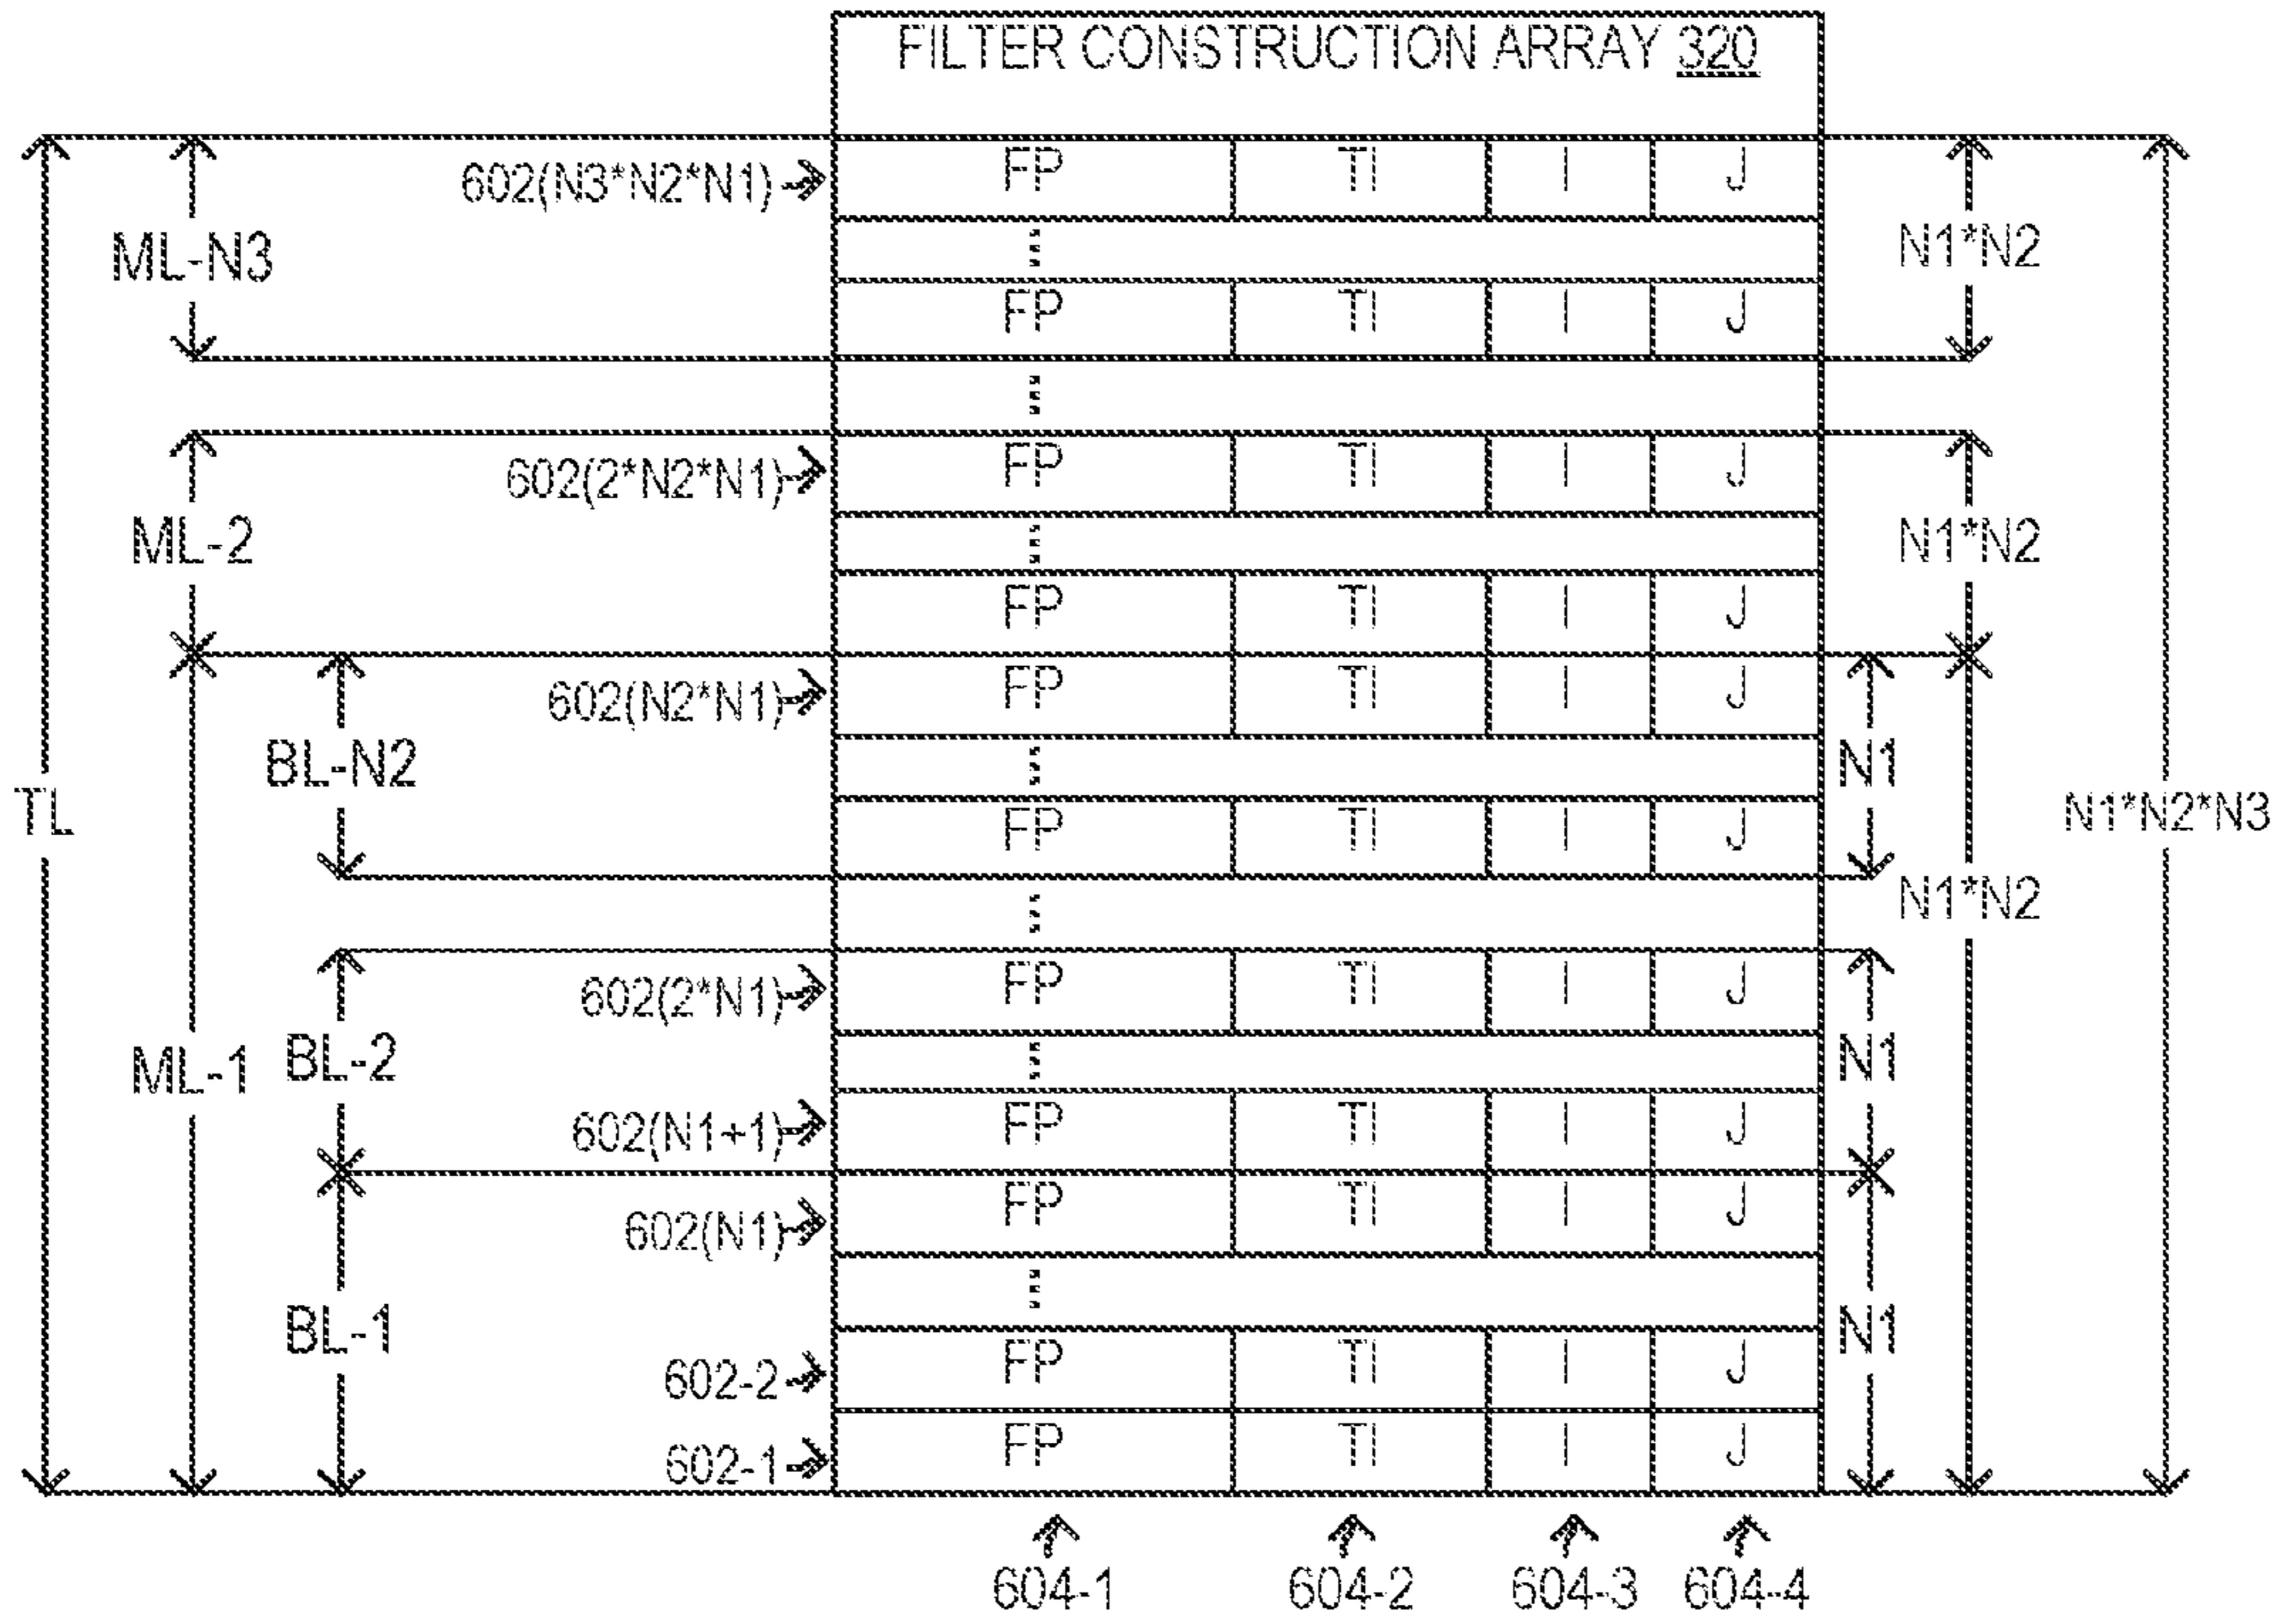 FILTER CONSTRUCTION ARRAY 320
602(N3*N2*N1) FP TI I J
ML-N3 N1*N2
FP TI I J
602(2*N2*N1) FP TI I J
ML-2 N1*N2
FP TI I J
602(N2*N1) FP TI I J
BL-N2 N1
TL FP TI I J N1*N2*N3
N1*N2
602(2*N1) FP TI I J
ML-1 BL-2 N1
602(N1+1) FP TI I J
602(N1) FP TI I J
BL-1 N1
602-2 FP TI I J
602-1 FP TI I J
604-1 604-2 604-3 604-4